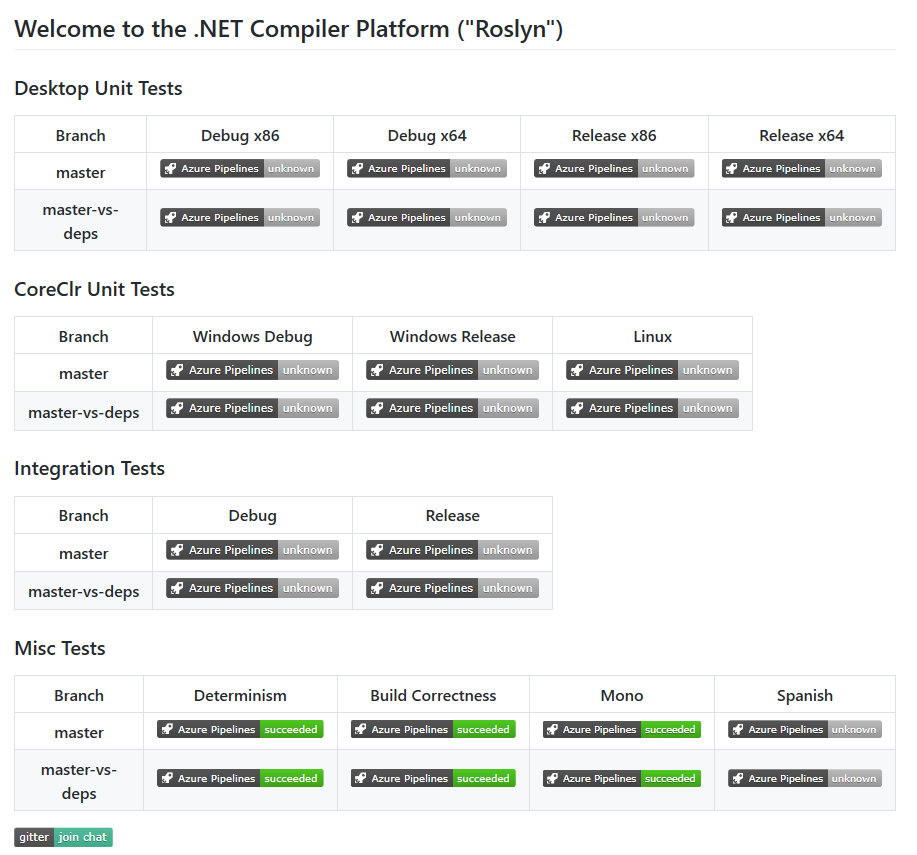 Welcome to the .NET Compiler Platform ("Roslyn")
Desktop Unit Tests
Branch Debug x86 Debug x64 Release x86 Release x64
master Azure Pipelines unknown Azure Pipelines unknown Azure Pipelines unknown Azure Pipelines unknown
master-vs-
deps Azure Pipelines unknown Azure Pipelines unknown Azure Pipelines unknown Azure Pipelines unknown
CoreClr Unit Tests
Branch Windows Debug Windows Release Linux
master Azure Pipelines unknown Azure Pipelines unknown Azure Pipelines unknown
master-vs-deps Azure Pipelines unknown Azure Pipelines unknown Azure Pipelines unknown
Integration Tests
Branch Debug Release
master Azure Pipelines unknown Azure Pipelines unknown
master-vs-deps Azure Pipelines unknown Azure Pipelines unknown
Misc Tests
Branch Determinism Build Correctness Mono Spanish
master Azure Pipelines succeeded Azure Pipelines succeeded Azure Pipelines succeeded Azure Pipelines unknown
master-vs-
deps Azure Pipelines succeeded Azure Pipelines succeeded Azure Pipelines succeeded Azure Pipelines unknown
gitter join chat